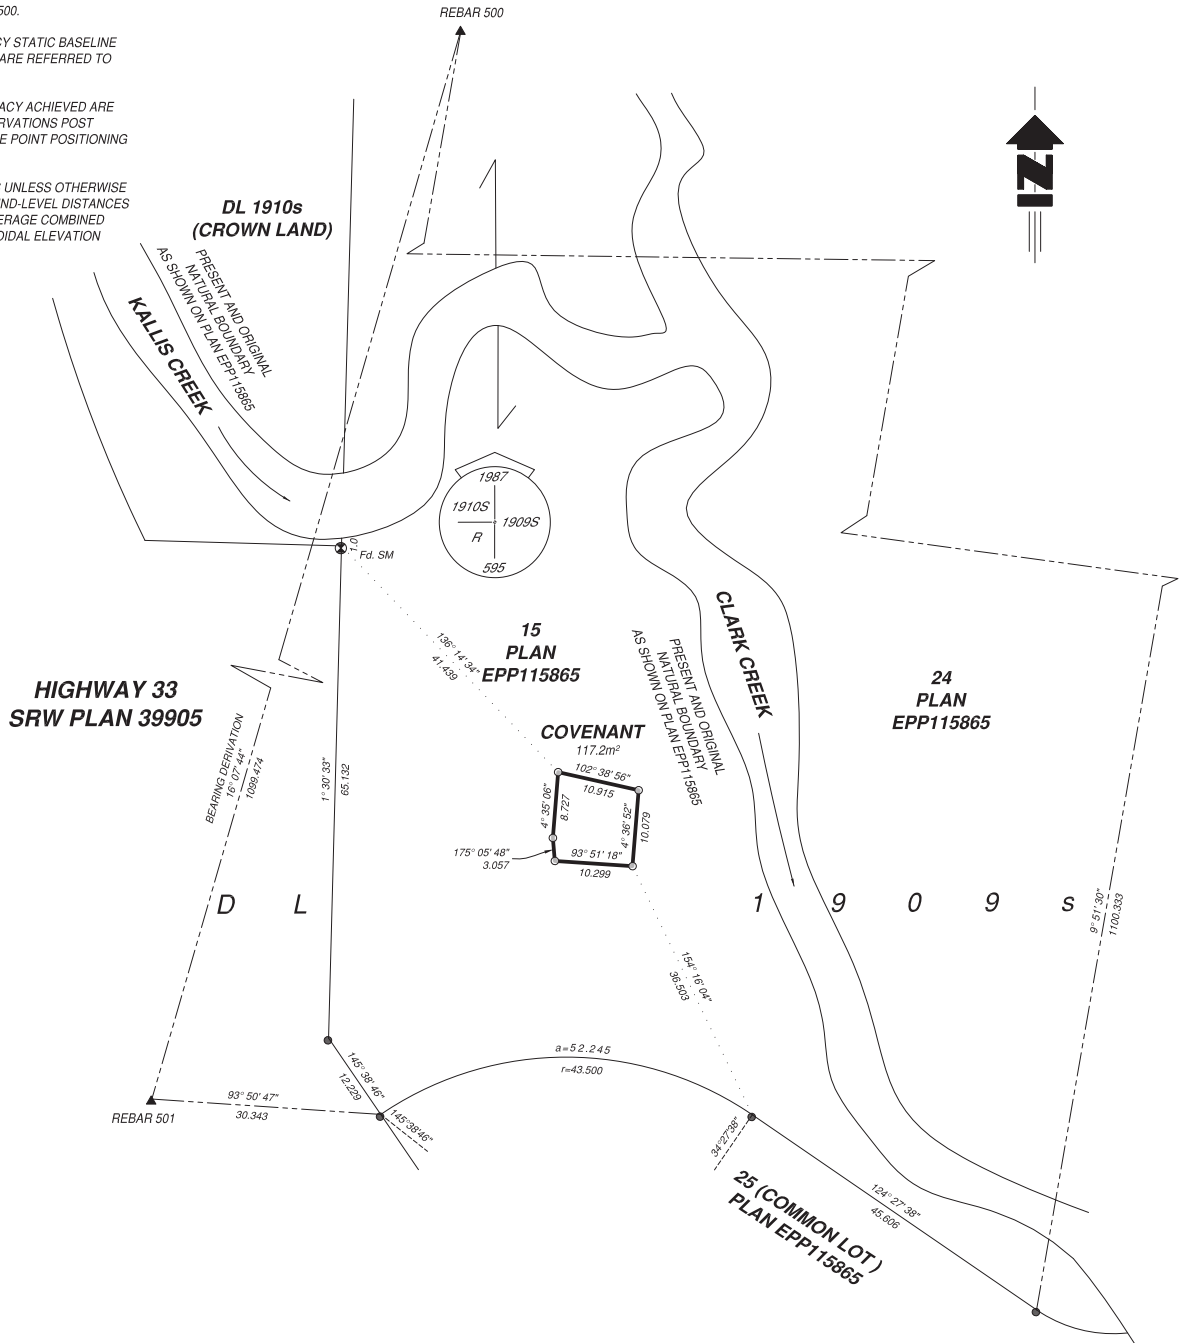 500.
CY STATIC BASELINE
ARE REFERRED TO
ACY ACHIEVED ARE
RVATIONS POST
E POINT POSITIONING
UNLESS OTHERWISE
ND-LEVEL DISTANCES
ERAGE COMBINED
OIDAL ELEVATION
REBAR 500
N
DL 1910s
(CROWN LAND)
PRESENT AND ORIGINAL
NATURAL BOUNDARY
AS SHOWN ON PLAN EPP115865
KALLIS CREEK
1987
1910S
1909S
R
595
1.0
Fd. SM
136° 14' 34"
41.439
15
PLAN
EPP115865
CLARK CREEK
PRESENT AND ORIGINAL
NATURAL BOUNDARY
AS SHOWN ON PLAN EPP115865
24
PLAN
EPP115865
HIGHWAY 33
SRW PLAN 39905
BEARING DERIVATION
16° 07' 44"
1099.474
1° 30' 33"
65.132
COVENANT
117.2m²
102° 38' 56"
10.915
4° 35' 06"
8.727
4° 36' 52"
10.079
175° 05' 48"
3.057
93° 51' 18"
10.299
D L 1 9 0 9 s
9° 51' 30"
1100.333
154° 16' 04"
36.503
a=52.245
r=43.500
145° 38' 46"
12.229
93° 50' 47"
30.343
REBAR 501
145°38'46"
34°27'38"
25 (COMMON LOT )
PLAN EPP115865
124° 27' 38"
45.606